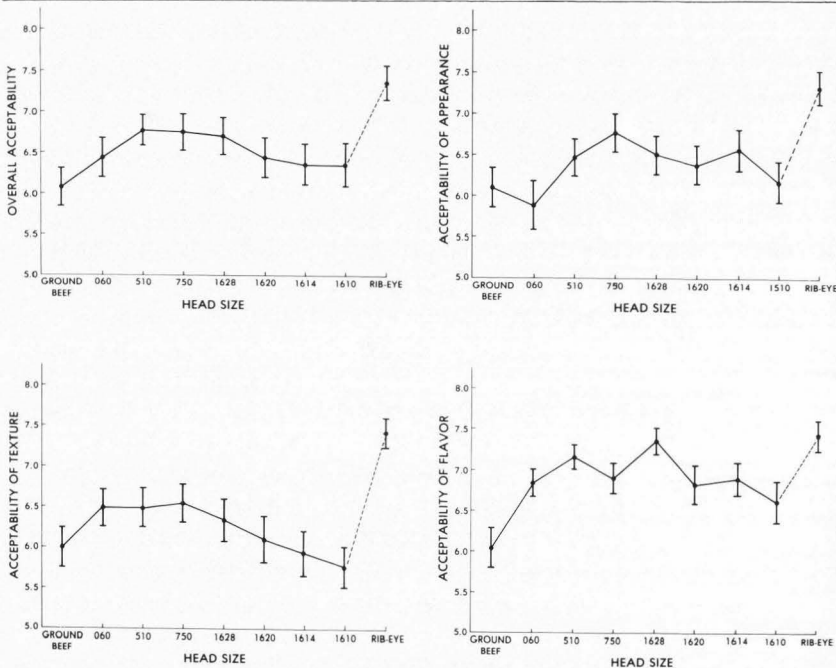 8.0
7.5
7.0
6.5
6.0
5.5
5.0
OVERALL ACCEPTABILITY
GROUND BEEF 060 510 750 1628 1620 1614 1610 RIB-EYE
HEAD SIZE
8.0
7.5
7.0
6.5
6.0
5.5
5.0
ACCEPTABILITY OF APPEARANCE
GROUND BEEF 060 510 790 1628 1620 1614 1510 RIB-EYE
HEAD SIZE
8.0
7.5
7.0
6.5
6.0
5.5
5.0
ACCEPTABILITY OF TEXTURE
GROUND BEEF 060 510 750 1628 1620 1614 1610 RIB-EYE
HEAD SIZE
8.0
7.5
7.0
6.5
6.0
5.5
5.0
ACCEPTABILITY OF FLAVOR
GROUND BEEF 060 510 750 1628 1620 1614 1610 RIB-EYE
HEAD SIZE